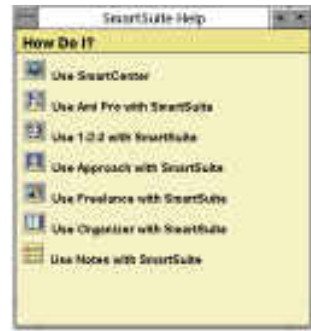 SmartSuite Help
How Do I?
Use SmartCenter
Use Ami Pro with SmartSuite
Use 1-2-3 with SmartSuite
Use Approach with SmartSuite
Use Freelance with SmartSuite
Use Organizer with SmartSuite
Use Notes with SmartSuite